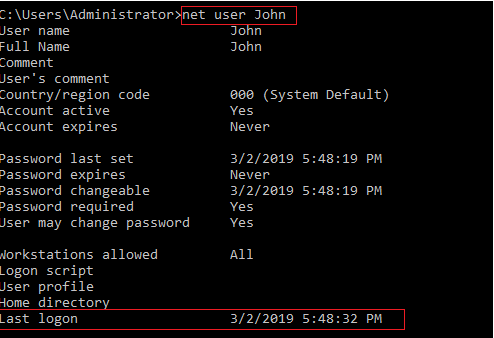 C:\Users\Administrator>net user John
User name                    John
Full Name                    John
Comment
User's comment
Country/region code          000 (System Default)
Account active               Yes
Account expires              Never

Password last set            3/2/2019 5:48:19 PM
Password expires             Never
Password changeable          3/2/2019 5:48:19 PM
Password required            Yes
User may change password     Yes

Workstations allowed         All
Logon script
User profile
Home directory
Last logon                   3/2/2019 5:48:32 PM